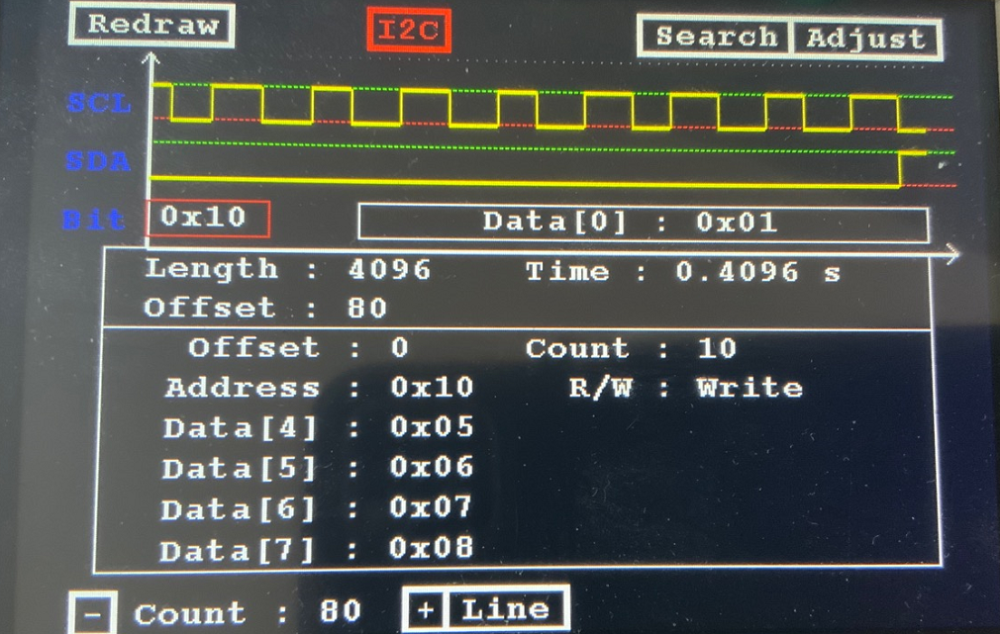 Redraw I2C Search Adjust
SCL
SDA
Bit 0x10 Data[0] : 0x01
Length : 4096 Time : 0.4096 s
Offset : 80
Offset : 0 Count : 10
Address : 0x10 R/W : Write
Data[4] : 0x05
Data[5] : 0x06
Data[6] : 0x07
Data[7] : 0x08
- Count : 80 + Line